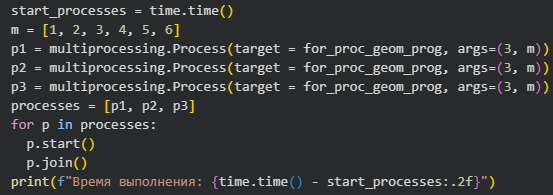 start_processes = time.time()
m = [1, 2, 3, 4, 5, 6]
p1 = multiprocessing.Process(target = for_proc_geom_prog, args=(3, m))
p2 = multiprocessing.Process(target = for_proc_geom_prog, args=(3, m))
p3 = multiprocessing.Process(target = for_proc_geom_prog, args=(3, m))
processes = [p1, p2, p3]
for p in processes:
  p.start()
  p.join()
print(f"Время выполнения: {time.time() - start_processes:.2f}")